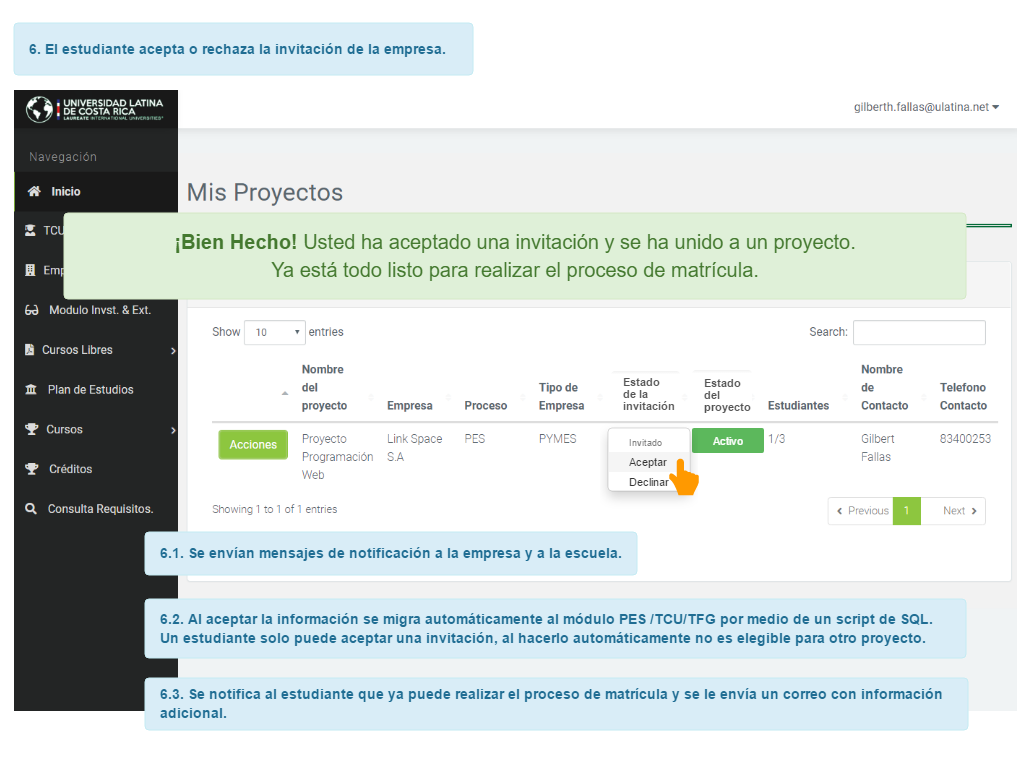 6. El estudiante acepta o rechaza la invitación de la empresa.
UNIVERSIDAD LATINA
DE COSTA RICA
LAUREATE INTERNATIONAL UNIVERSITIES
gilberth.fallas@ulatina.net
Navegación
Inicio
Mis Proyectos
TCU
¡Bien Hecho! Usted ha aceptado una invitación y se ha unido a un proyecto.
Ya está todo listo para realizar el proceso de matrícula.
Emp
Modulo Invst. & Ext.
Cursos Libres
Plan de Estudios
Cursos
Créditos
Consulta Requisitos.
Show 10 entries
Search:
Nombre del proyecto
Empresa
Proceso
Tipo de Empresa
Estado de la invitación
Estado del proyecto
Estudiantes
Nombre de Contacto
Telefono Contacto
Acciones
Proyecto Programación Web
Link Space S.A
PES
PYMES
Invitado
Aceptar
Declinar
Activo
1/3
Gilbert Fallas
83400253
Showing 1 to 1 of 1 entries
Previous 1 Next
6.1. Se envían mensajes de notificación a la empresa y a la escuela.
6.2. Al aceptar la información se migra automáticamente al módulo PES /TCU/TFG por medio de un script de SQL.
Un estudiante solo puede aceptar una invitación, al hacerlo automáticamente no es elegible para otro proyecto.
6.3. Se notifica al estudiante que ya puede realizar el proceso de matrícula y se le envía un correo con información
adicional.